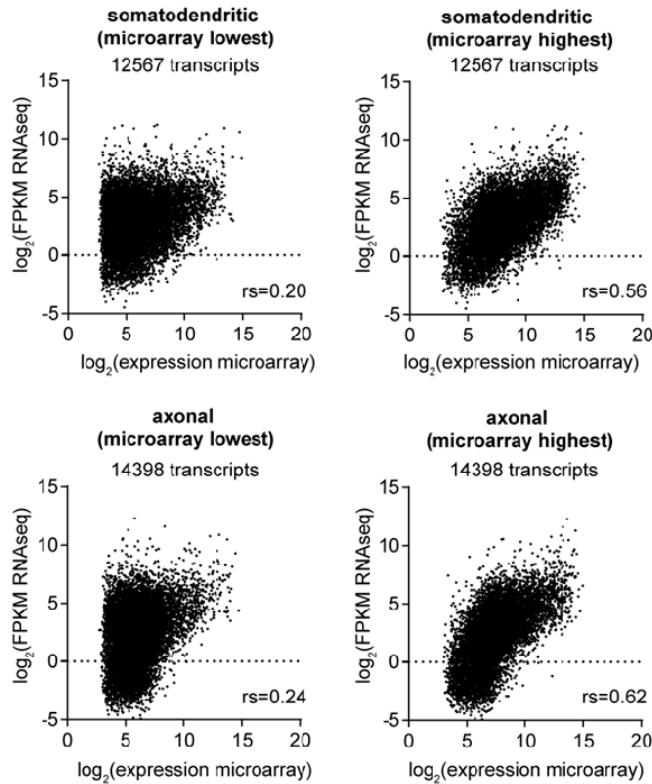 somatodendritic
(microarray lowest)
12567 transcripts
15
10
5
0
-5
log2(FPKM RNAseq)
rs=0.20
0 5 10 15 20
log2(expression microarray)
somatodendritic
(microarray highest)
12567 transcripts
15
10
5
0
-5
log2(FPKM RNAseq)
rs=0.56
0 5 10 15 20
log2(expression microarray)
axonal
(microarray lowest)
14398 transcripts
15
10
5
0
-5
log2(FPKM RNAseq)
rs=0.24
0 5 10 15 20
log2(expression microarray)
axonal
(microarray highest)
14398 transcripts
15
10
5
0
-5
log2(FPKM RNAseq)
rs=0.62
0 5 10 15 20
log2(expression microarray)